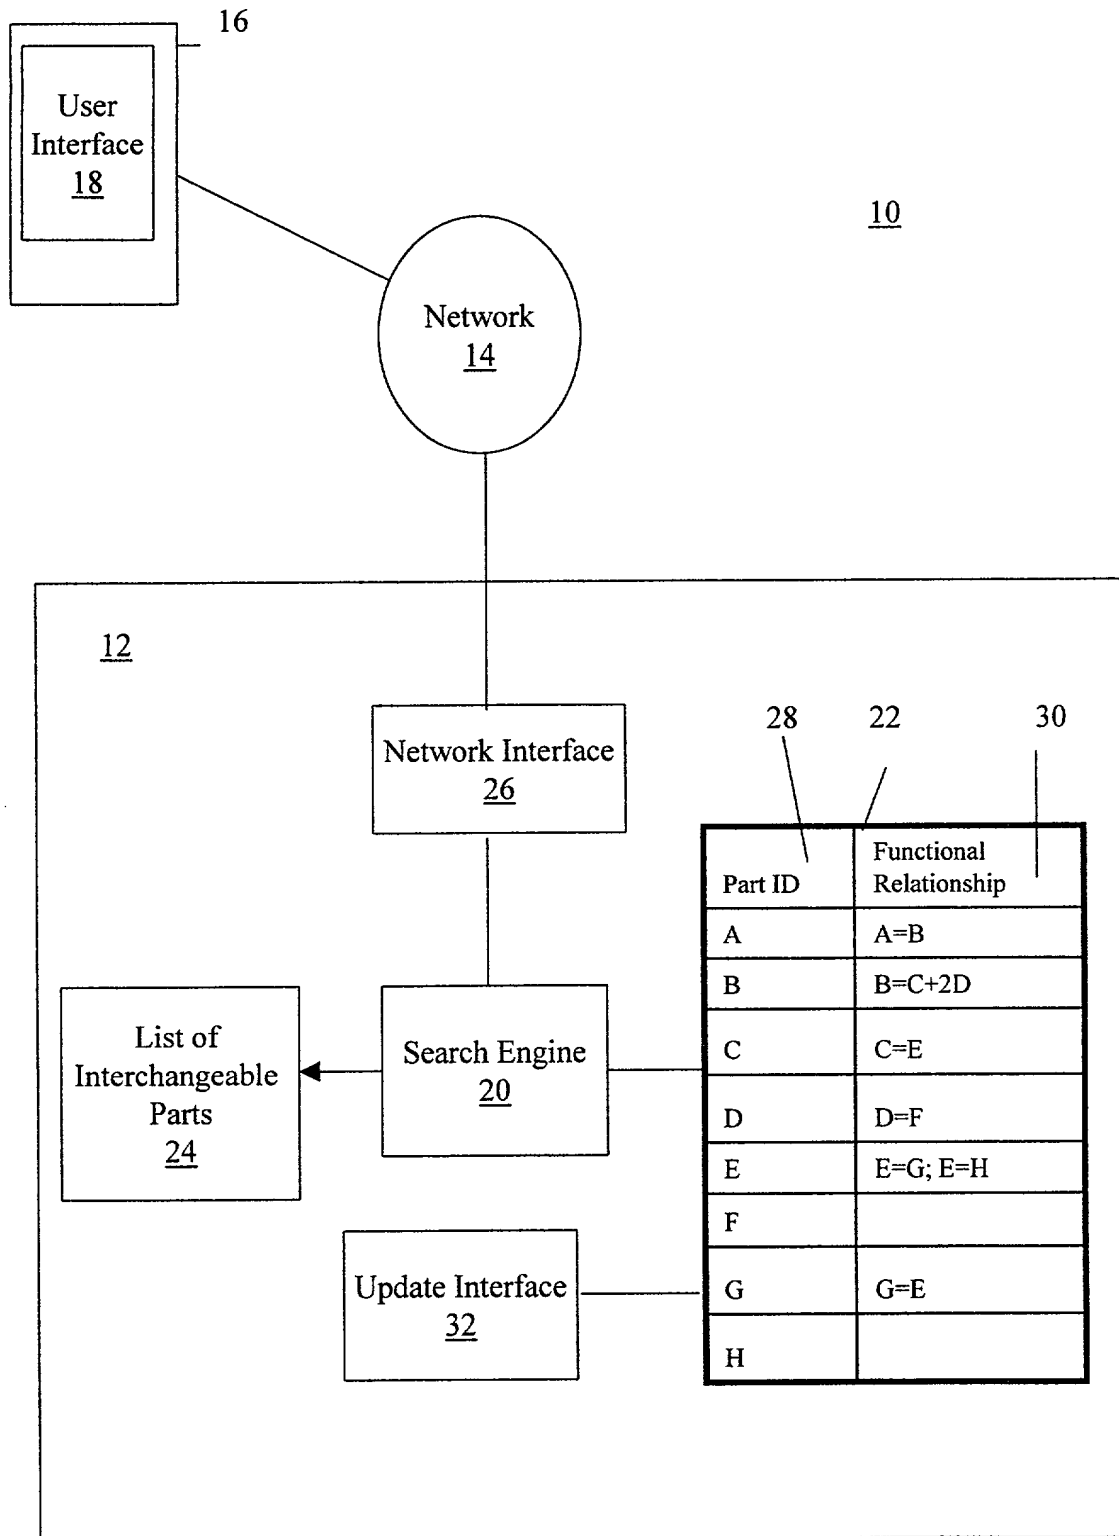 16
User
Interface
18
10
Network
14
12
Network Interface
26
28
22
30
Part ID
Functional
Relationship
A
A=B
B
B=C+2D
C
C=E
D
D=F
E
E=G; E=H
F
G
G=E
H
List of
Interchangeable
Parts
24
Search Engine
20
Update Interface
32